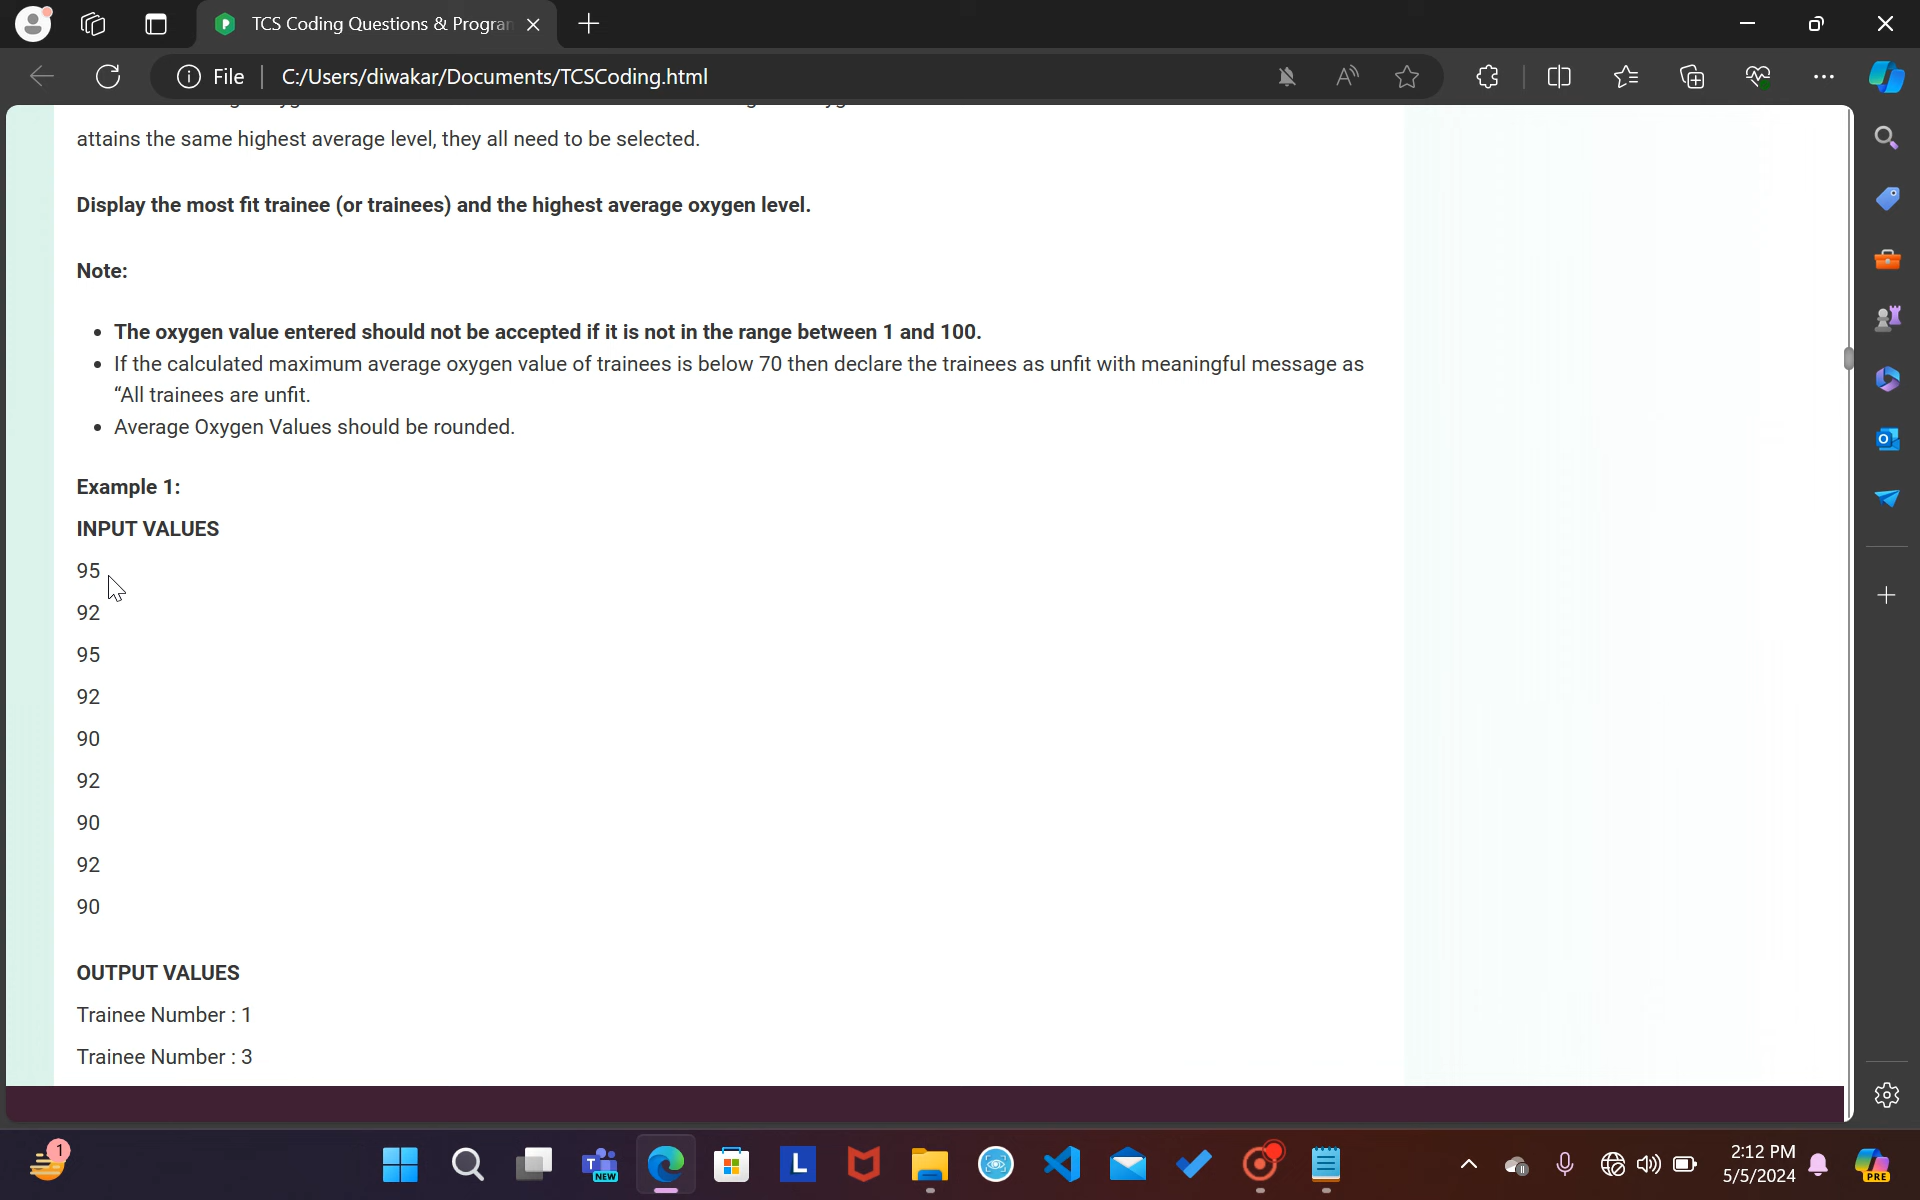 TCS Coding Questions & Program
File
C:/Users/diwakar/Documents/TCSCoding.html
attains the same highest average level, they all need to be selected.
Display the most fit trainee (or trainees) and the highest average oxygen level.
Note:
• The oxygen value entered should not be accepted if it is not in the range between 1 and 100.
• If the calculated maximum average oxygen value of trainees is below 70 then declare the trainees as unfit with meaningful message as
“All trainees are unfit.
• Average Oxygen Values should be rounded.
Example 1:
INPUT VALUES
95
92
95
92
90
92
90
92
90
OUTPUT VALUES
Trainee Number : 1
Trainee Number : 3
1
NEW
L
2:12 PM
5/5/2024
PRE